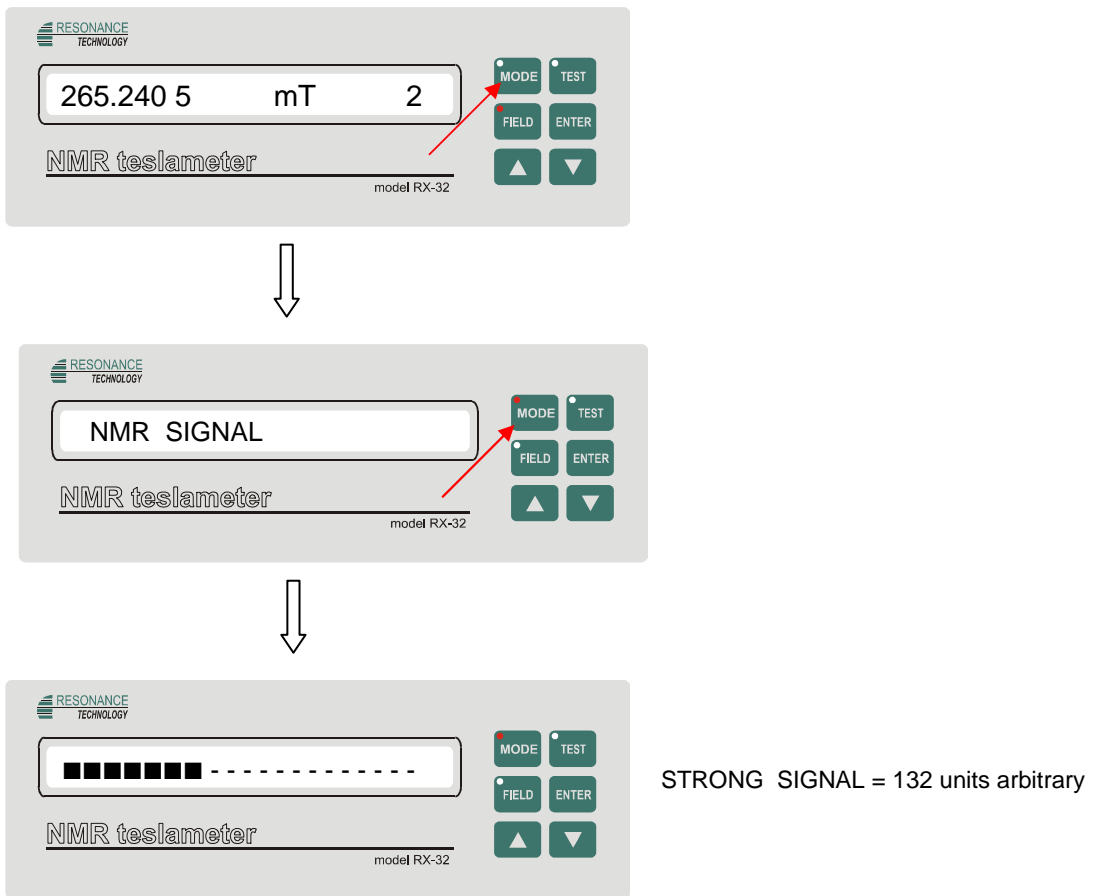 RESONANCE
TECHNOLOGY
265.240 5 mT 2
MODE TEST
FIELD ENTER
▲ ▼
NMR teslameter
model RX-32
RESONANCE
TECHNOLOGY
NMR SIGNAL
MODE TEST
FIELD ENTER
▲ ▼
NMR teslameter
model RX-32
RESONANCE
TECHNOLOGY
■■■■■■■ - - - - - - - - - - - - -
MODE TEST
FIELD ENTER
▲ ▼
STRONG SIGNAL = 132 units arbitrary
NMR teslameter
model RX-32